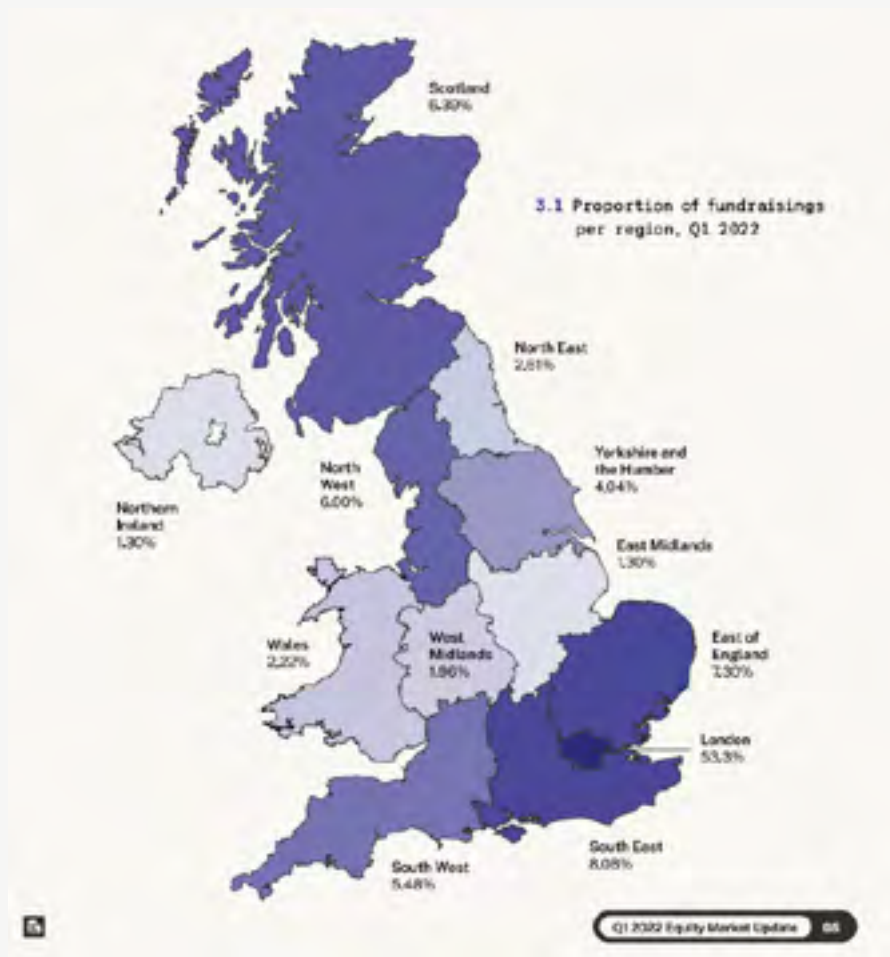 Scotland
6.39%
3.1 Proportion of fundraisings
per region, Q1 2022
North East
2.61%
Yorkshire and
the Humber
4.04%
North
West
6.00%
Northern
Ireland
1.30%
East Midlands
1.30%
Wales
2.22%
West
Midlands
1.96%
East of
England
7.30%
London
53.3%
South East
8.08%
South West
5.48%
Q1 2022 Equity Market Update